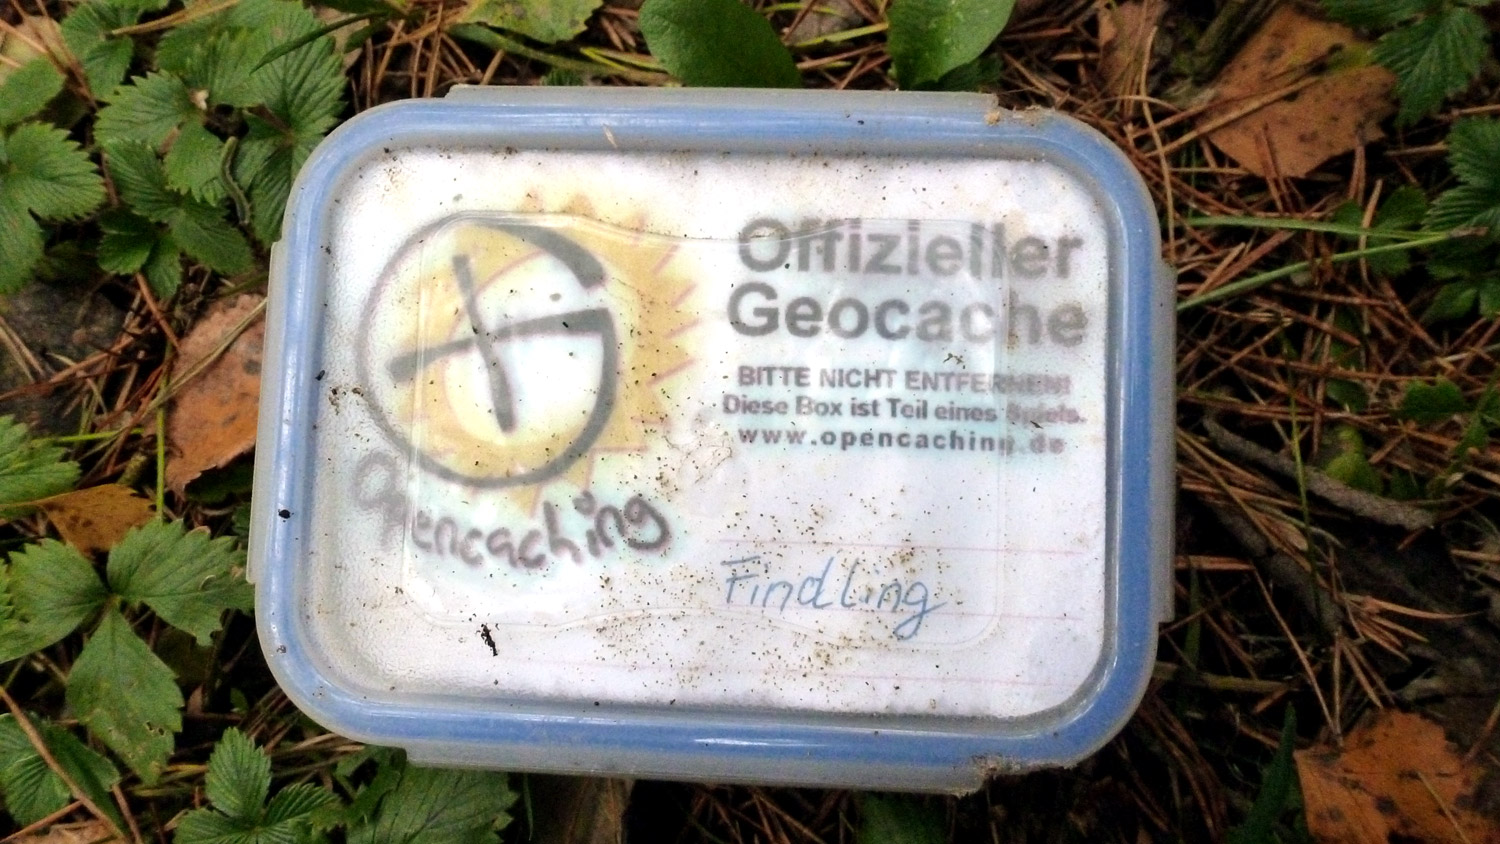 Opencaching
Offizieller
Geocache
BITTE NICHT ENTFERNEN!
Diese Box ist Teil eines Spiels.
www.opencaching.de
Findling